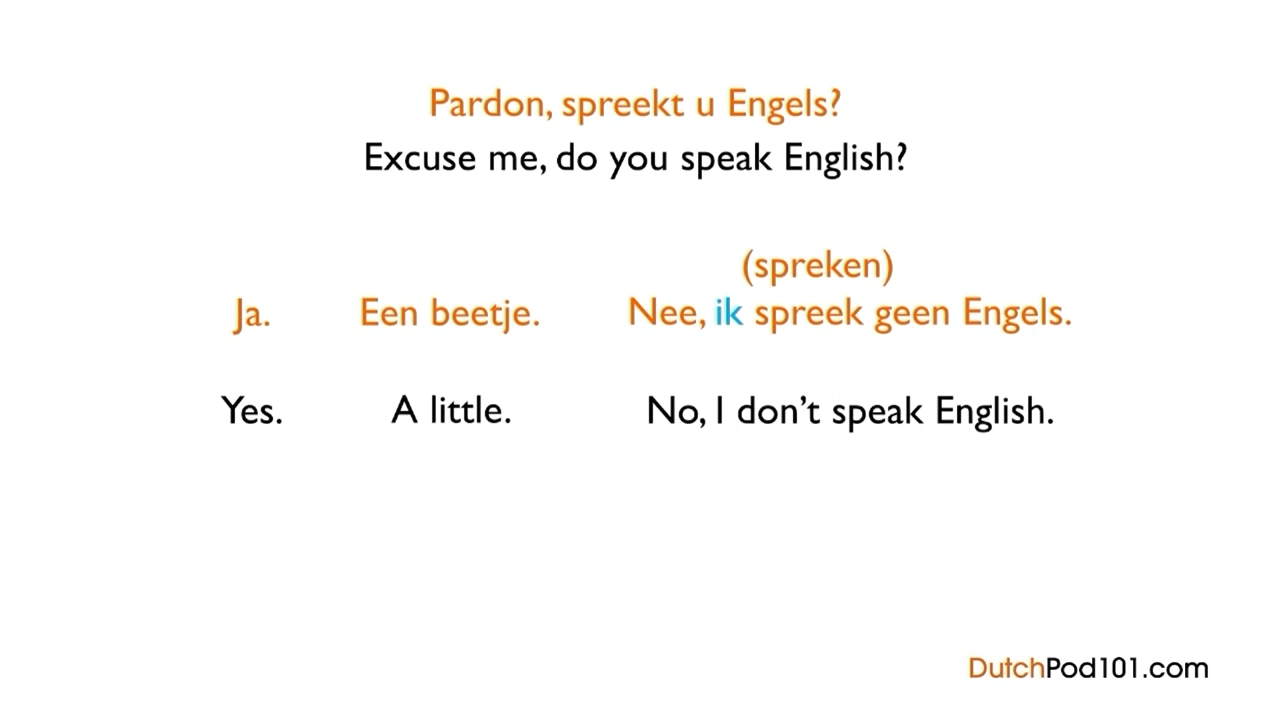 Pardon, spreekt u Engels?
Excuse me, do you speak English?
(spreken)
Ja. Een beetje. Nee, ik spreek geen Engels.
Yes. A little. No, I don't speak English.
DutchPod101.com